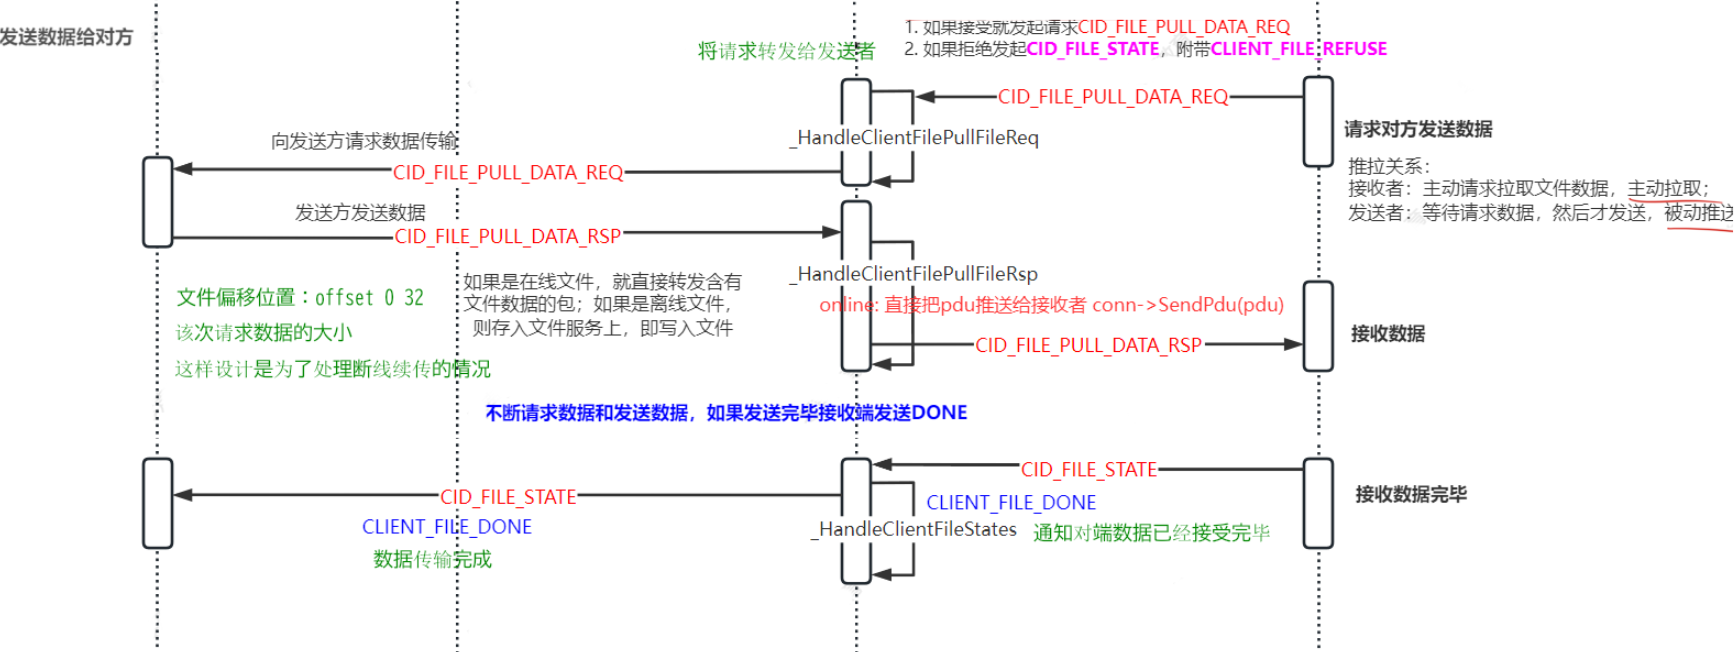 发送数据给对方
1. 如果接受就发起请求CID_FILE_PULL_DATA_REQ
2. 如果拒绝发起CID_FILE_STATE，附带CLIENT_FILE_REFUSE
将请求转发给发送者
CID_FILE_PULL_DATA_REQ
请求对方发送数据
_HandleClientFilePullFileReq
向发送方请求数据传输
CID_FILE_PULL_DATA_REQ
推拉关系：
接收者：主动请求拉取文件数据，主动拉取；
发送者：等待请求数据，然后才发送，被动推送
发送方发送数据
CID_FILE_PULL_DATA_RSP
_HandleClientFilePullFileRsp
如果是在线文件，就直接转发含有
文件数据的包；如果是离线文件，
则存入文件服务上，即写入文件
online: 直接把pdu推送给接收者 conn->SendPdu(pdu)
文件偏移位置：offset 0 32
该次请求数据的大小
这样设计是为了处理断线续传的情况
CID_FILE_PULL_DATA_RSP
接收数据
不断请求数据和发送数据，如果发送完毕接收端发送DONE
CID_FILE_STATE
CLIENT_FILE_DONE
接收数据完毕
CID_FILE_STATE
CLIENT_FILE_DONE
_HandleClientFileStates
通知对端数据已经接受完毕
数据传输完成